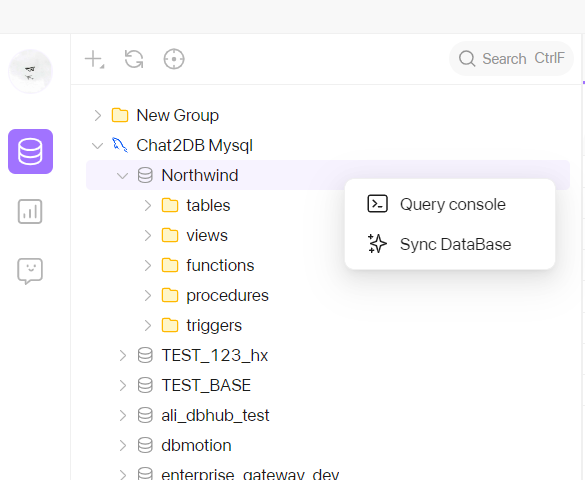 Search CtrlF
New Group
Chat2DB Mysql
Northwind
tables
Query console
views
Sync DataBase
functions
procedures
triggers
TEST_123_hx
TEST_BASE
ali_dbhub_test
dbmotion
enterprise_gateway_dev